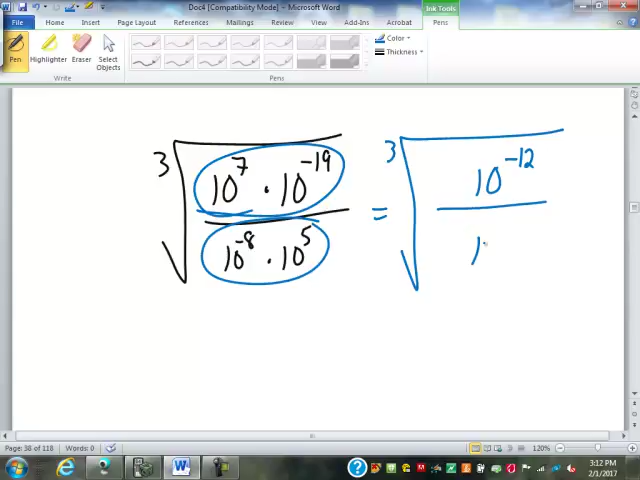 Doc4 [Compatibility Mode] - Microsoft Word
Ink Tools
File Home Insert Page Layout References Mailings Review View Add-Ins Acrobat Pens
Pen Highlighter Eraser Select Objects
Color
Thickness
Write Pens
∛((10^7 · 10^-19)/(10^-8 · 10^5)) = ∛(10^-12/1
Page: 38 of 118 Words: 0 120%
3:12 PM
2/1/2017